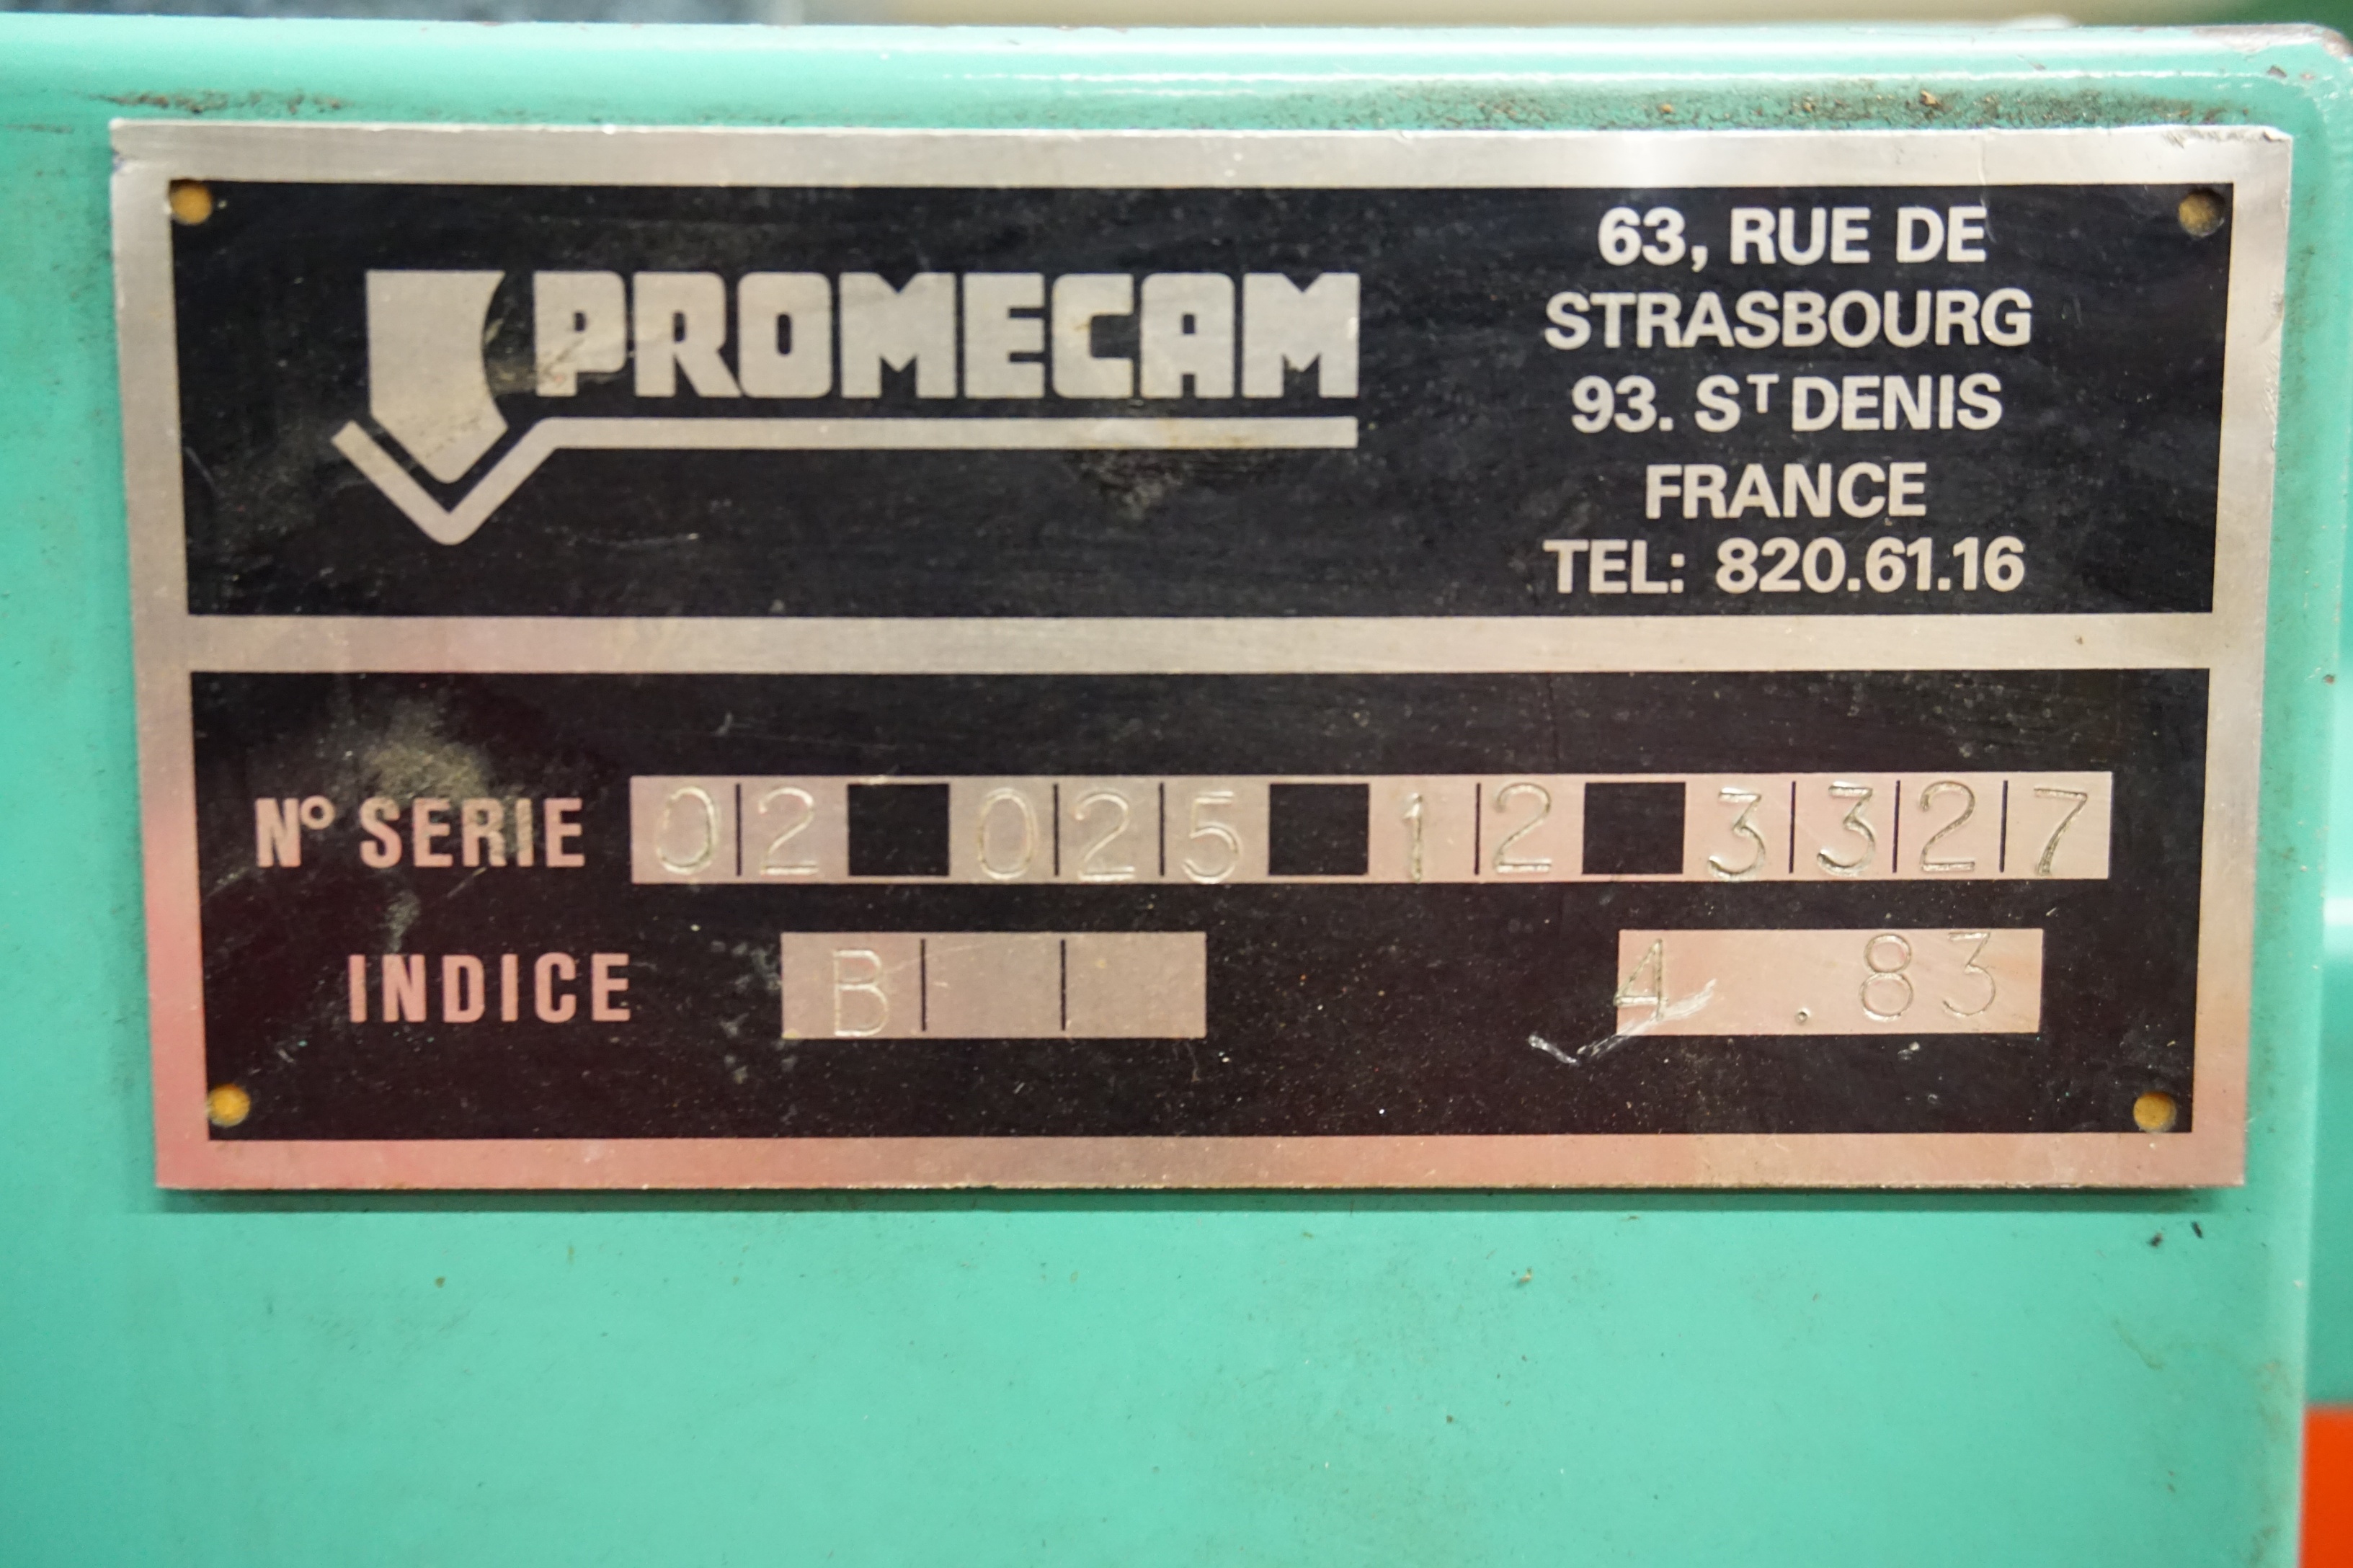 PROMECAM
63, RUE DE
STRASBOURG
93. ST DENIS
FRANCE
TEL: 820.61.16
N° SERIE 02 025 12 3327
INDICE B 4 . 83